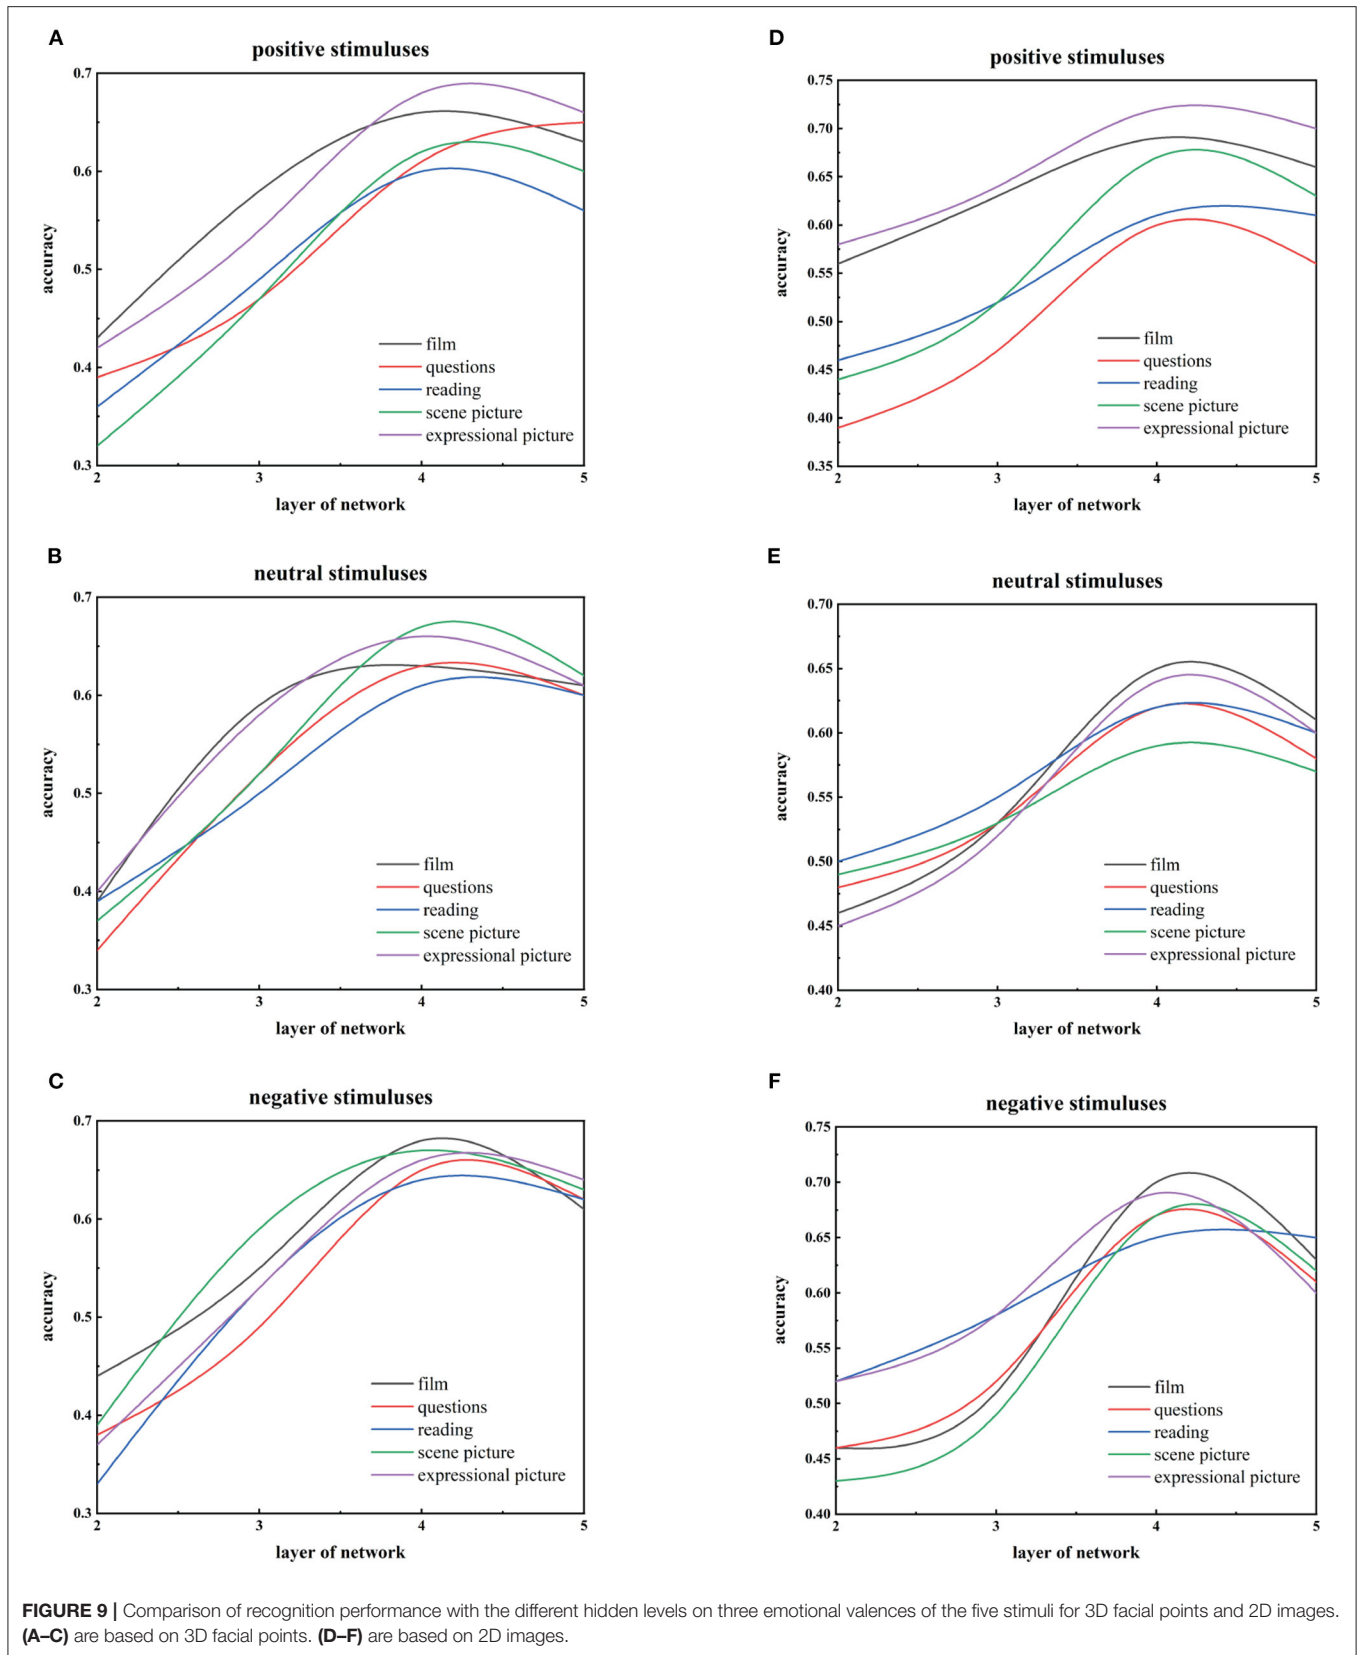 A
positive stimuluses
0.7
0.6
0.5
0.4
0.3
accuracy
film
questions
reading
scene picture
expressional picture
2 3 4 5
layer of network
D
positive stimuluses
0.75
0.70
0.65
0.60
0.55
0.50
0.45
0.40
0.35
accuracy
film
questions
reading
scene picture
expressional picture
2 3 4 5
layer of network
B
neutral stimuluses
0.7
0.6
0.5
0.4
0.3
accuracy
film
questions
reading
scene picture
expressional picture
2 3 4 5
layer of network
E
neutral stimuluses
0.70
0.65
0.60
0.55
0.50
0.45
0.40
accuracy
film
questions
reading
scene picture
expressional picture
2 3 4 5
layer of network
C
negative stimuluses
0.7
0.6
0.5
0.4
0.3
accuracy
film
questions
reading
scene picture
expressional picture
2 3 4 5
layer of network
F
negative stimuluses
0.75
0.70
0.65
0.60
0.55
0.50
0.45
0.40
accuracy
film
questions
reading
scene picture
expressional picture
2 3 4 5
layer of network
FIGURE 9 | Comparison of recognition performance with the different hidden levels on three emotional valences of the five stimuli for 3D facial points and 2D images.
(A–C) are based on 3D facial points. (D–F) are based on 2D images.